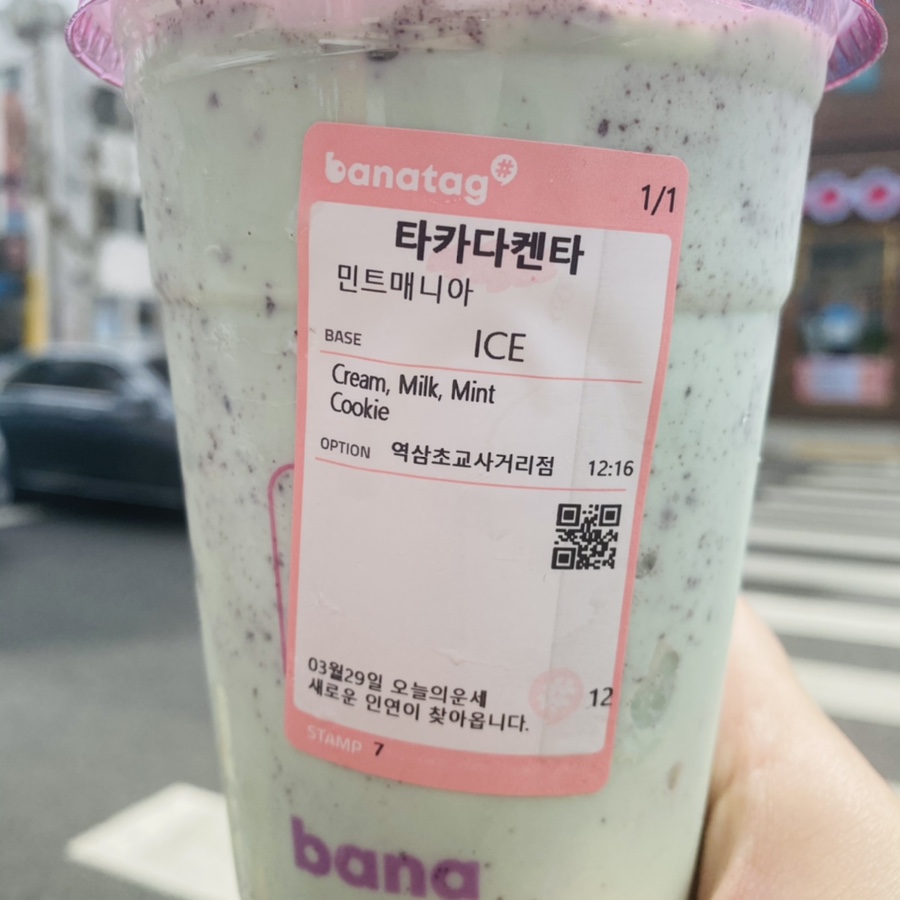 banatag
1/1
타카다켄타
민트매니아
BASE ICE
Cream, Milk, Mint
Cookie
OPTION 역삼초교사거리점 12:16
03월29일 오늘의운세
새로운 인연이 찾아옵니다.
12
STAMP 7
bana